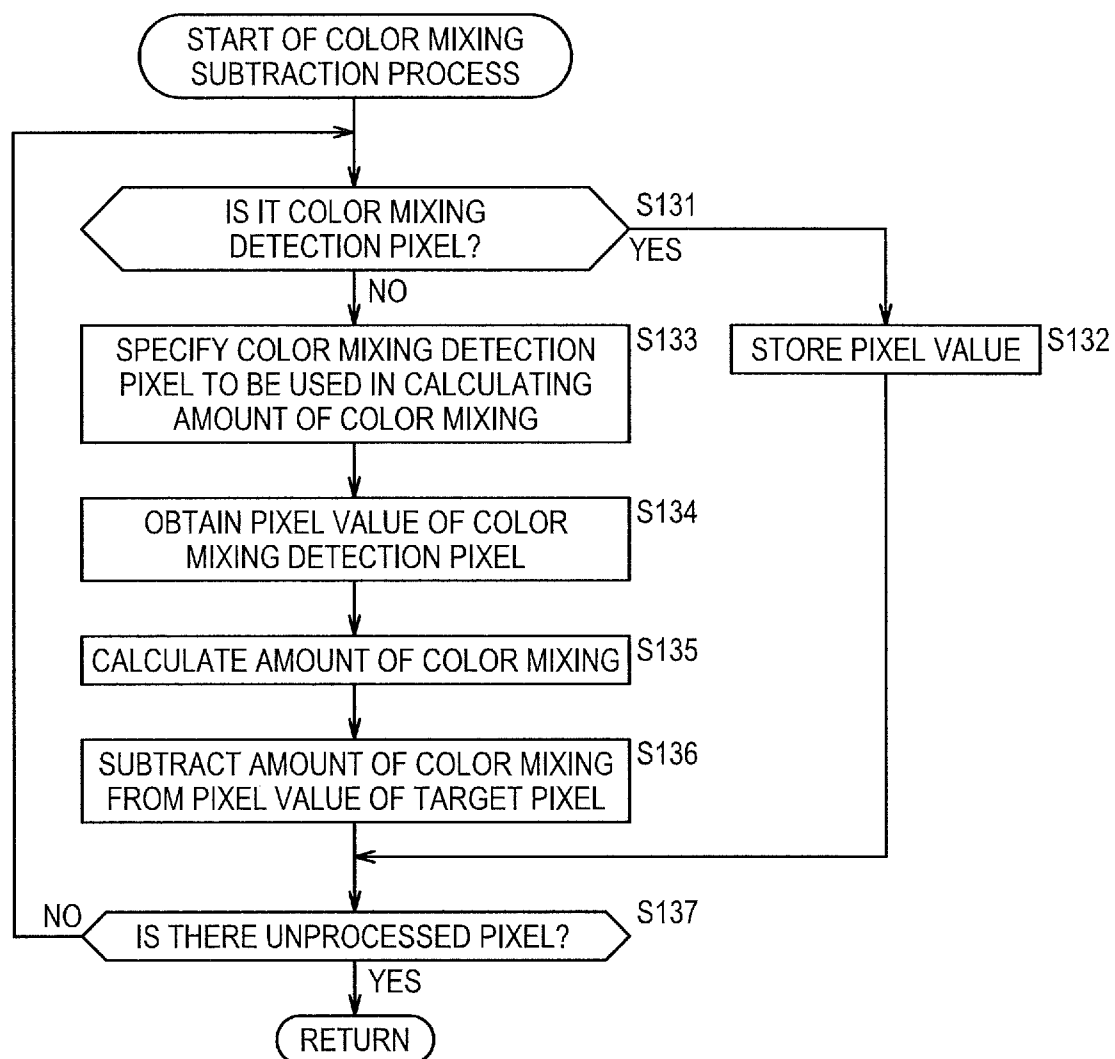 START OF COLOR MIXING
SUBTRACTION PROCESS
IS IT COLOR MIXING
DETECTION PIXEL?
S131
YES
NO
SPECIFY COLOR MIXING DETECTION
PIXEL TO BE USED IN CALCULATING
AMOUNT OF COLOR MIXING
S133
STORE PIXEL VALUE
S132
OBTAIN PIXEL VALUE OF COLOR
MIXING DETECTION PIXEL
S134
CALCULATE AMOUNT OF COLOR MIXING
S135
SUBTRACT AMOUNT OF COLOR MIXING
FROM PIXEL VALUE OF TARGET PIXEL
S136
NO
IS THERE UNPROCESSED PIXEL?
S137
YES
RETURN